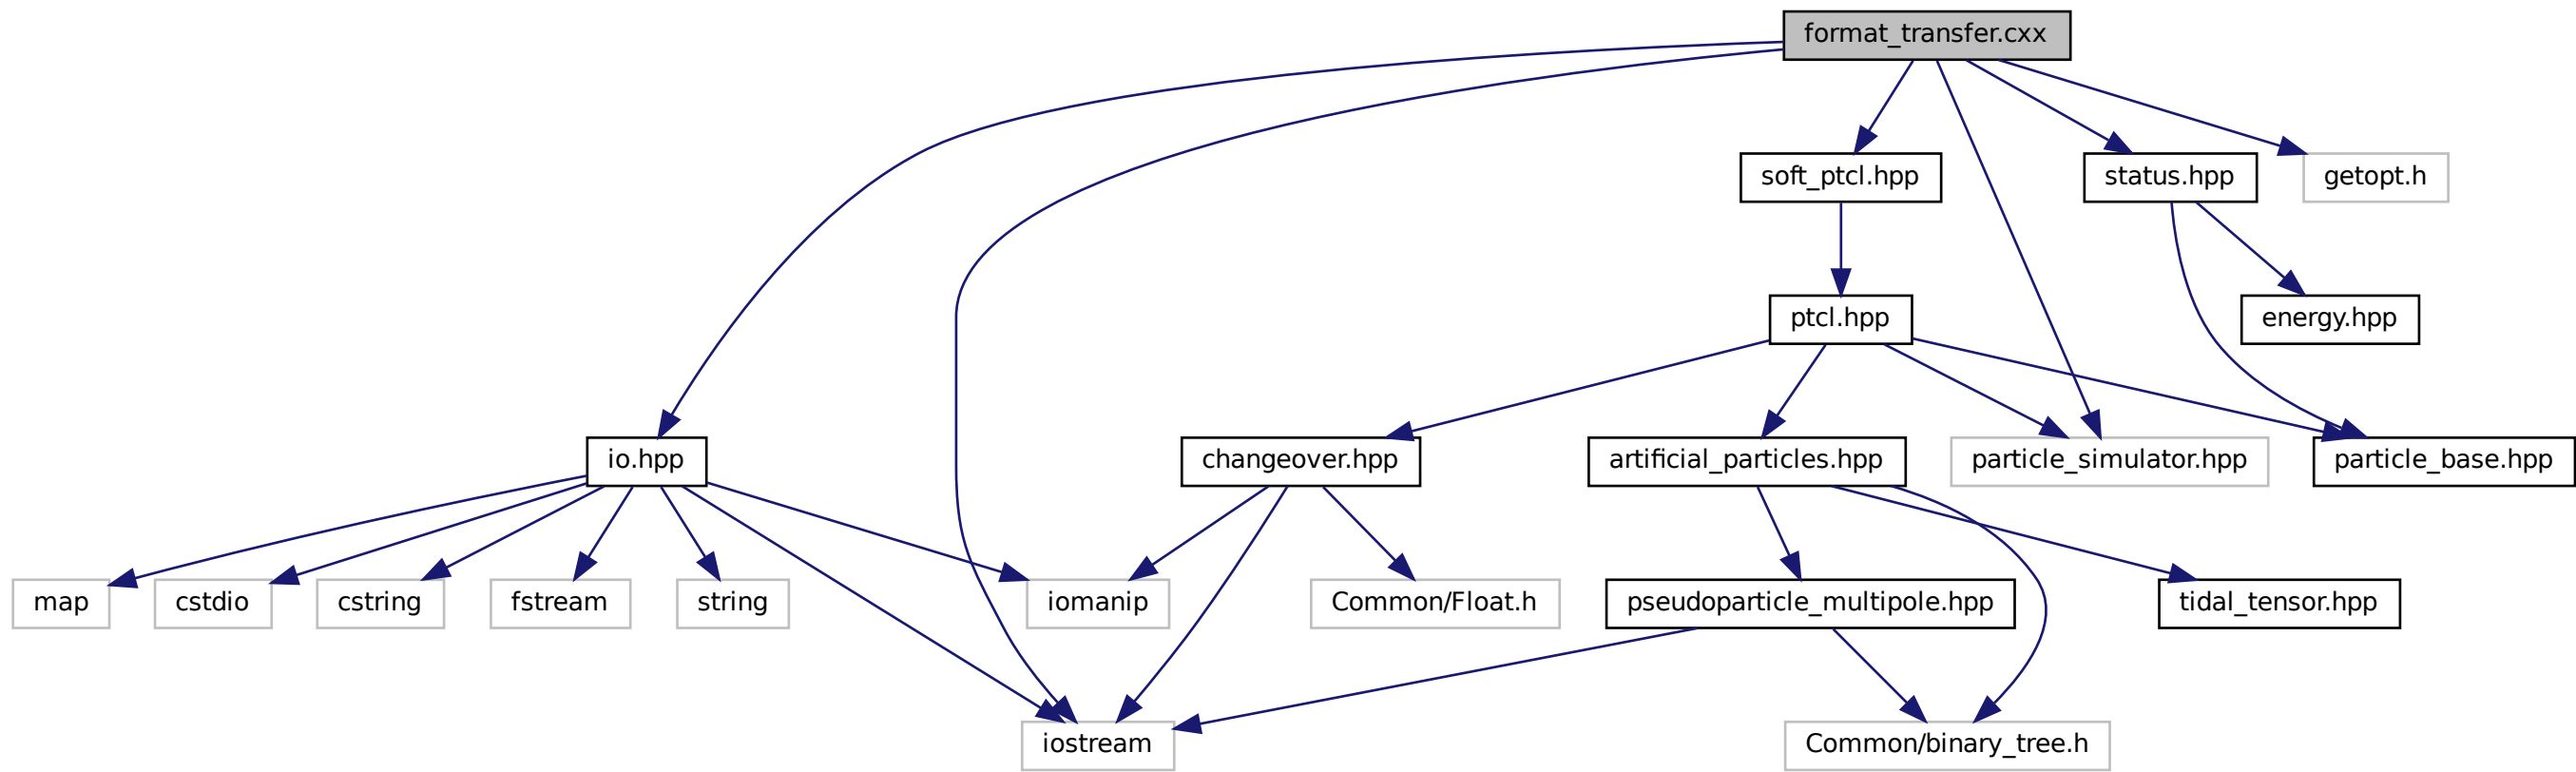 format_transfer.cxx
soft_ptcl.hpp
status.hpp
getopt.h
ptcl.hpp
energy.hpp
io.hpp
changeover.hpp
artificial_particles.hpp
particle_simulator.hpp
particle_base.hpp
map
cstdio
cstring
fstream
string
iomanip
Common/Float.h
pseudoparticle_multipole.hpp
tidal_tensor.hpp
iostream
Common/binary_tree.h